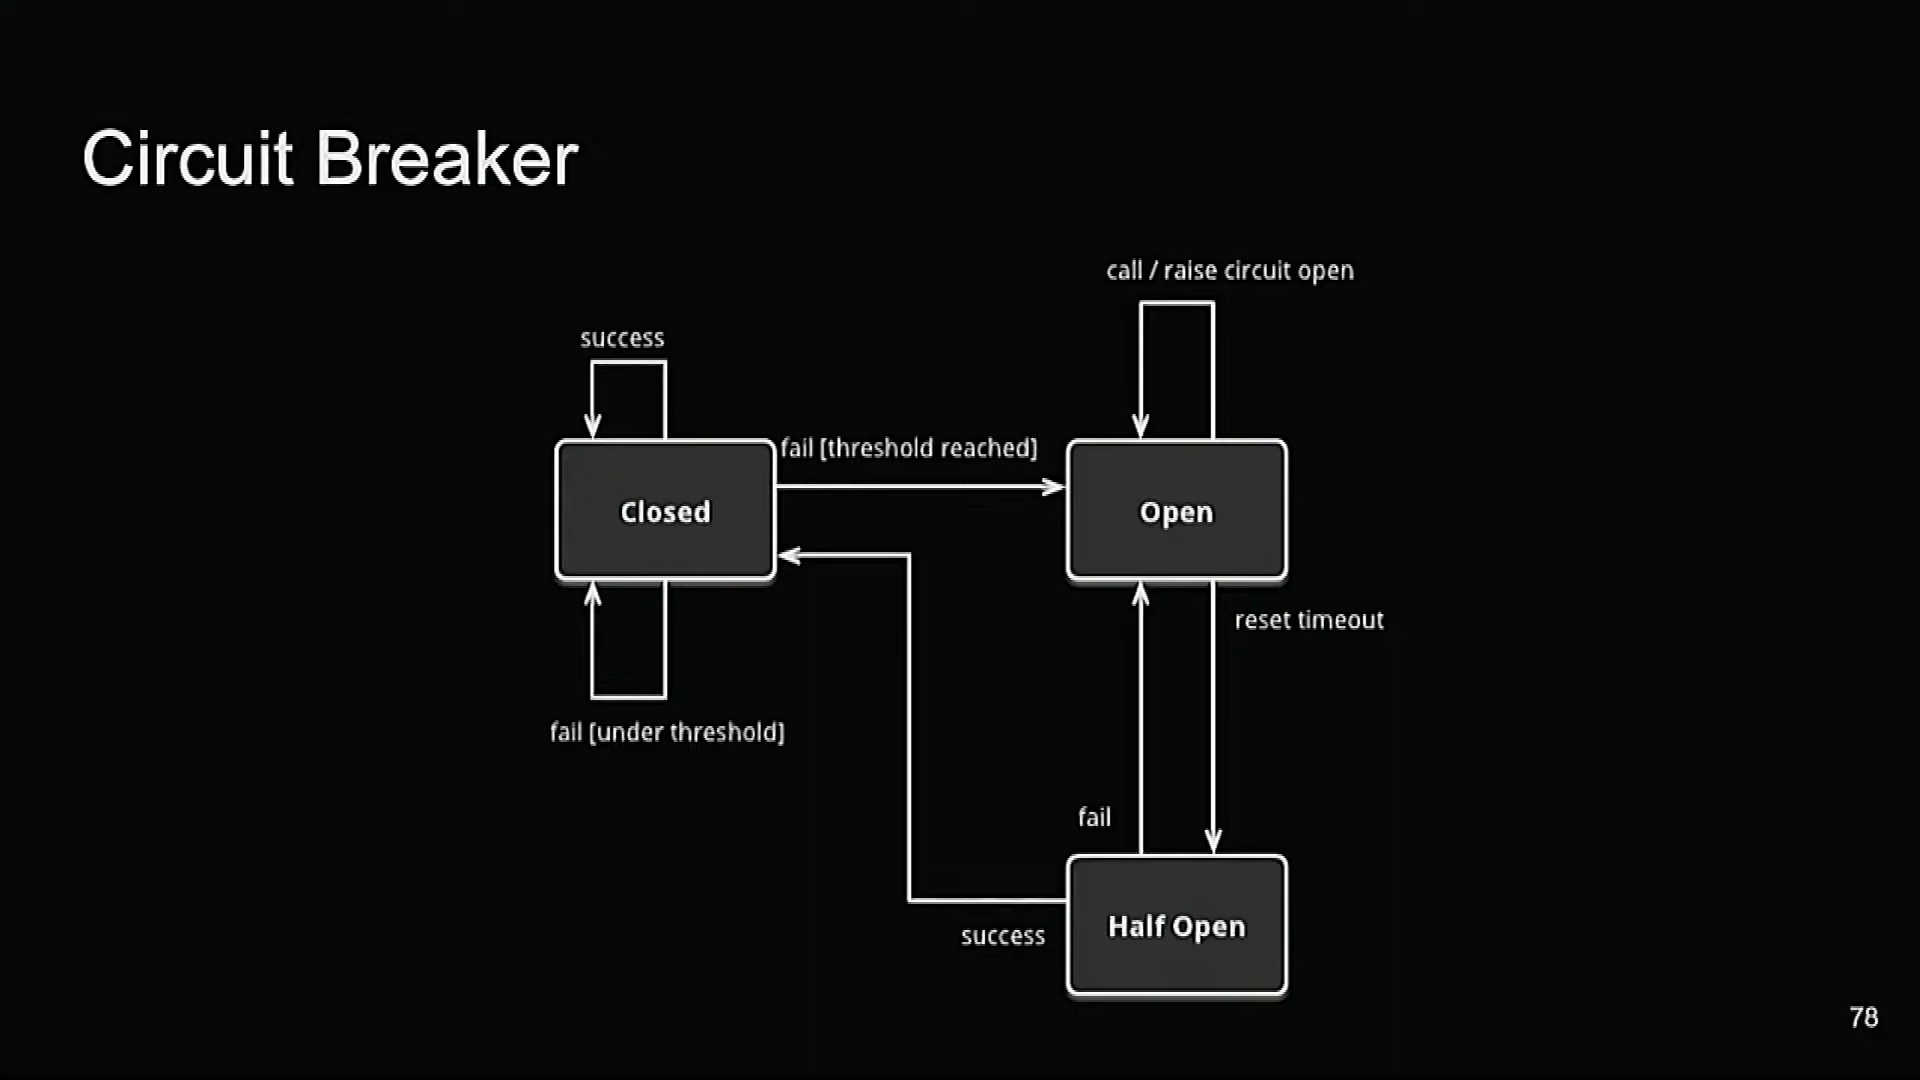 Circuit Breaker
call / raise circuit open
success
fail [threshold reached]
Closed
Open
reset timeout
fail [under threshold]
fail
Half Open
success
78